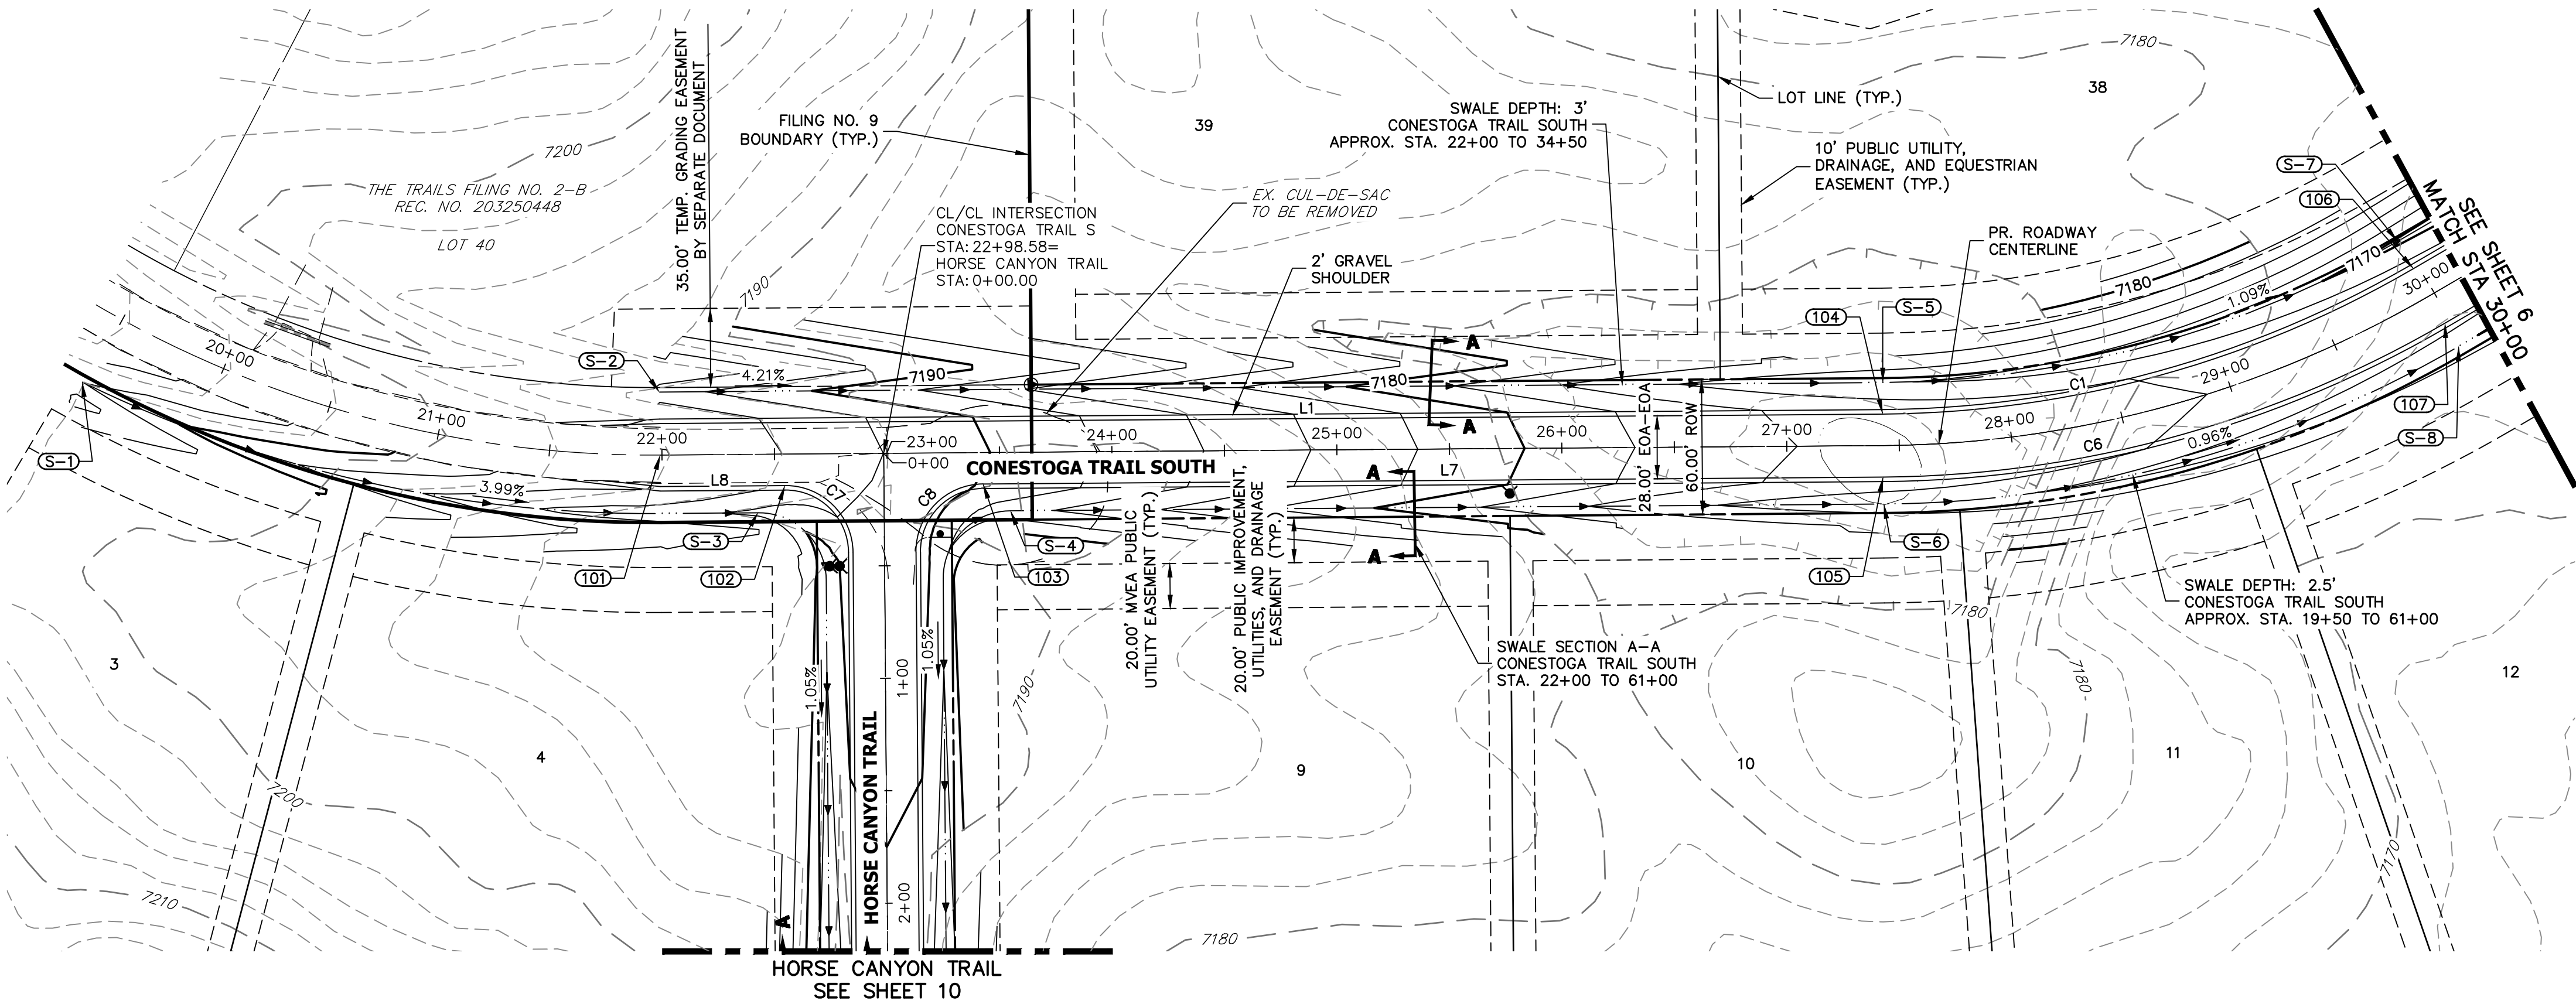 7180
38
LOT LINE (TYP.)
SWALE DEPTH: 3'
CONESTOGA TRAIL SOUTH
APPROX. STA. 22+00 TO 34+50
39
FILING NO. 9
BOUNDARY (TYP.)
35.00' TEMP. GRADING EASEMENT
BY SEPARATE DOCUMENT
7200
THE TRAILS FILING NO. 2-B
REC. NO. 203250448
LOT 40
10' PUBLIC UTILITY,
DRAINAGE, AND EQUESTRIAN
EASEMENT (TYP.)
S-7
106
SEE SHEET 6
MATCH STA 30+00
EX. CUL-DE-SAC
TO BE REMOVED
CL/CL INTERSECTION
CONESTOGA TRAIL S
STA: 22+98.58=
HORSE CANYON TRAIL
STA: 0+00.00
PR. ROADWAY
CENTERLINE
2' GRAVEL
SHOULDER
7190
7170
30+00
7180
1.09%
104
S-5
20+00
S-2
4.21%
7190
7180
A
A
C1
29+00
107
S-8
21+00
L1
28.00' EOA-EOA
60.00' ROW
22+00
23+00
0+00
24+00
25+00
26+00
27+00
28+00
C6
0.96%
CONESTOGA TRAIL SOUTH
L7
A
A
S-1
3.99%
L8
C7
C8
S-3
S-4
101
102
103
S-6
105
20.00' MVEA PUBLIC
UTILITY EASEMENT (TYP.)
20.00' PUBLIC IMPROVEMENT,
UTILITIES, AND DRAINAGE
EASEMENT (TYP.)
SWALE DEPTH: 2.5'
CONESTOGA TRAIL SOUTH
APPROX. STA. 19+50 TO 61+00
7180
SWALE SECTION A-A
CONESTOGA TRAIL SOUTH
STA. 22+00 TO 61+00
3
1.05%
1.05%
1+00
7190
7180
12
4
9
10
11
7200
HORSE CANYON TRAIL
2+00
7170
7210
A
7180
HORSE CANYON TRAIL
SEE SHEET 10